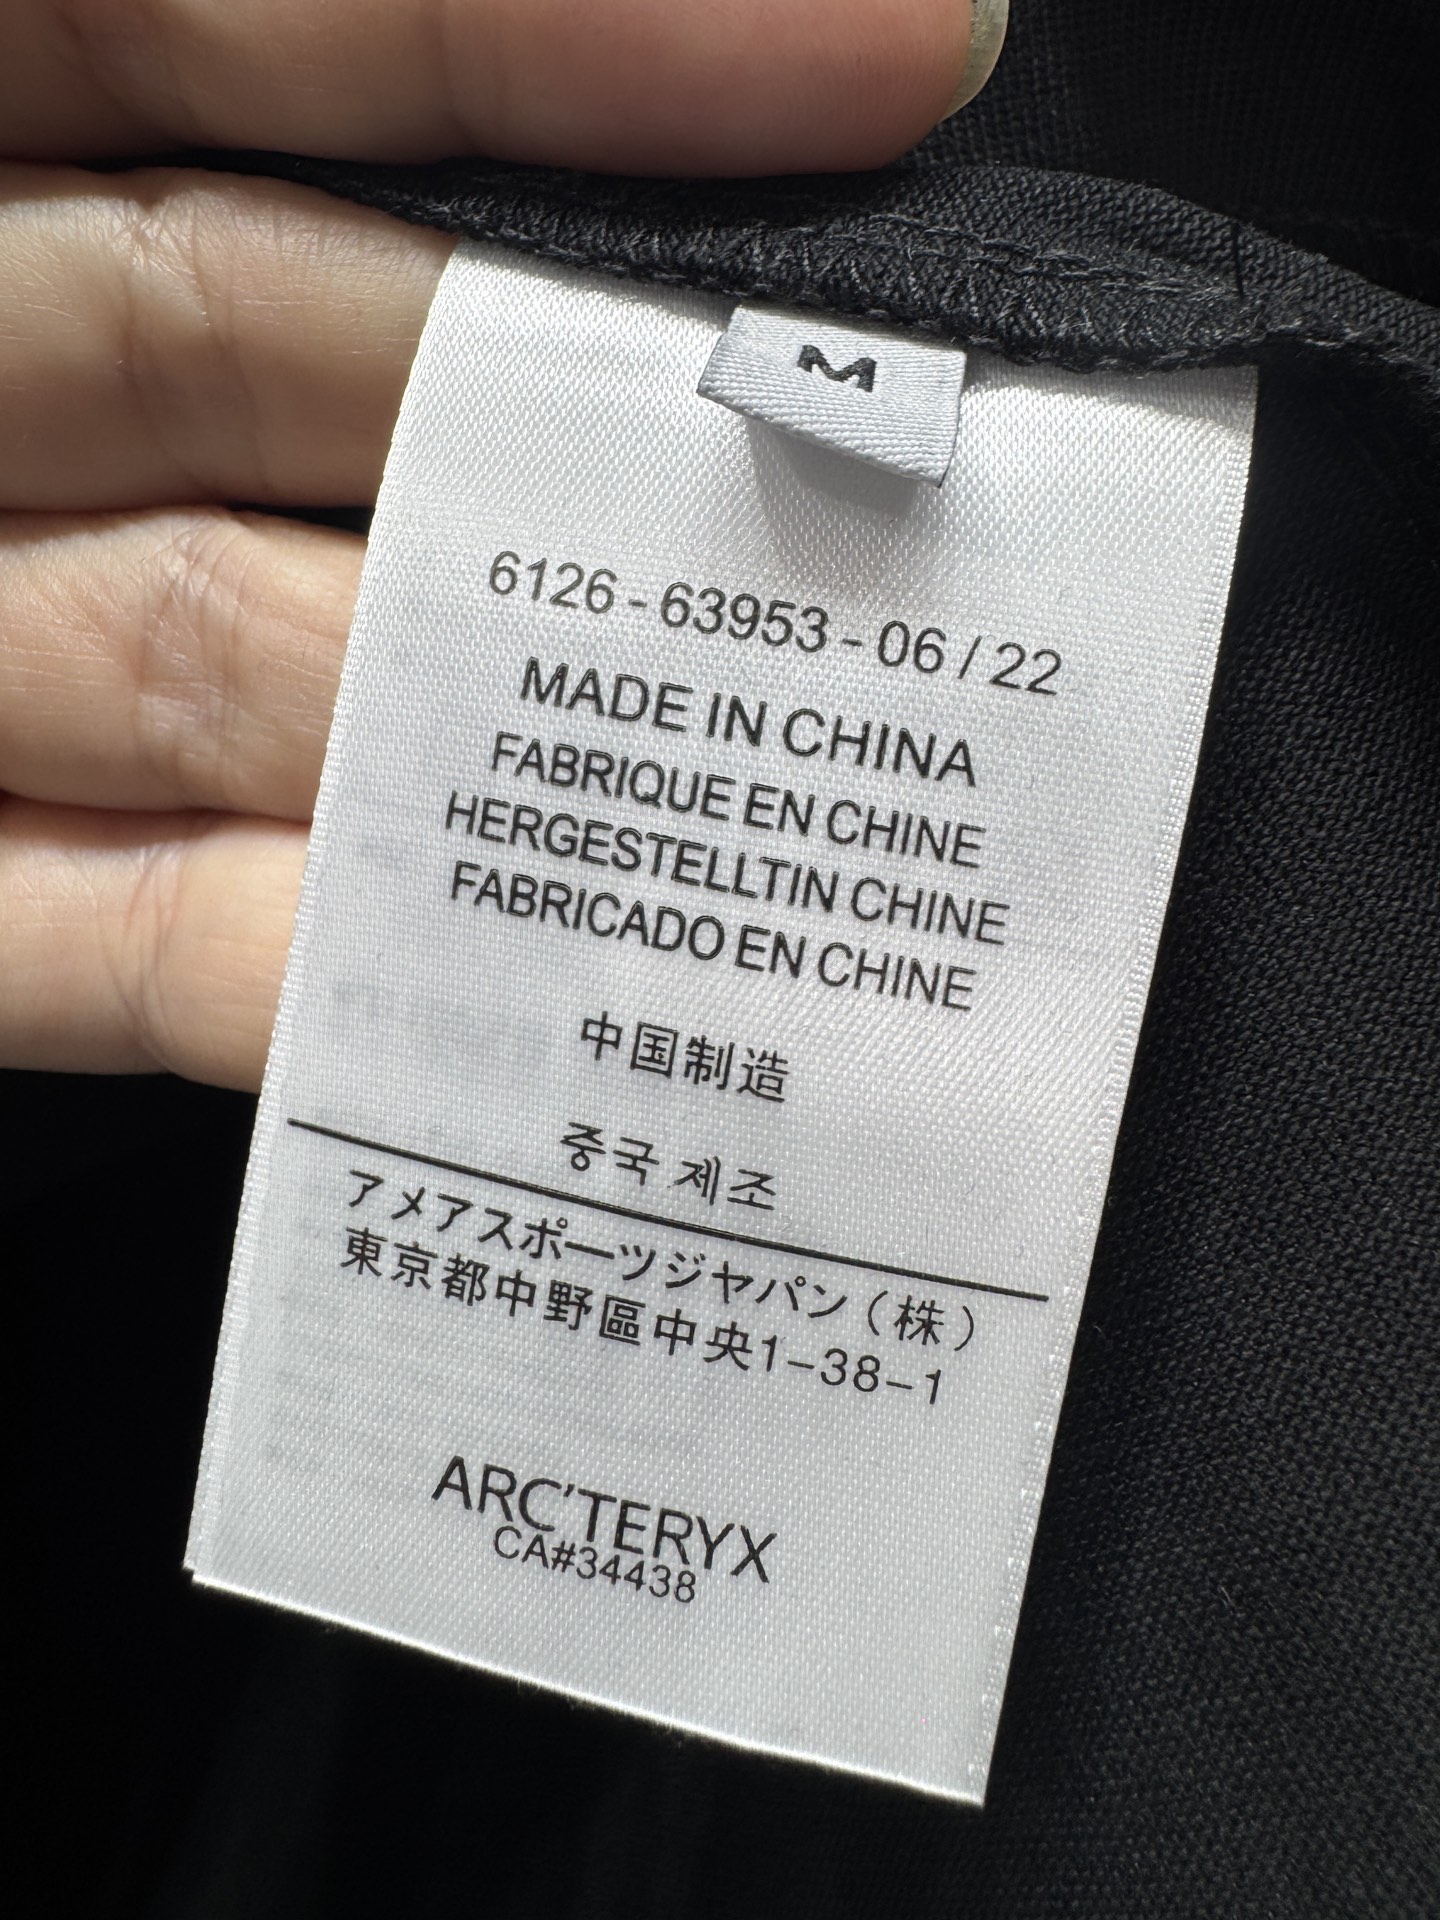 M
6126-63953-06/22
MADE IN CHINA
FABRIQUE EN CHINE
HERGESTELLTIN CHINE
FABRICADO EN CHINE
中国制造
중국 제조
アメアスポーツジャパン(株)
東京都中野區中央1-38-1
ARC'TERYX
CA#34438